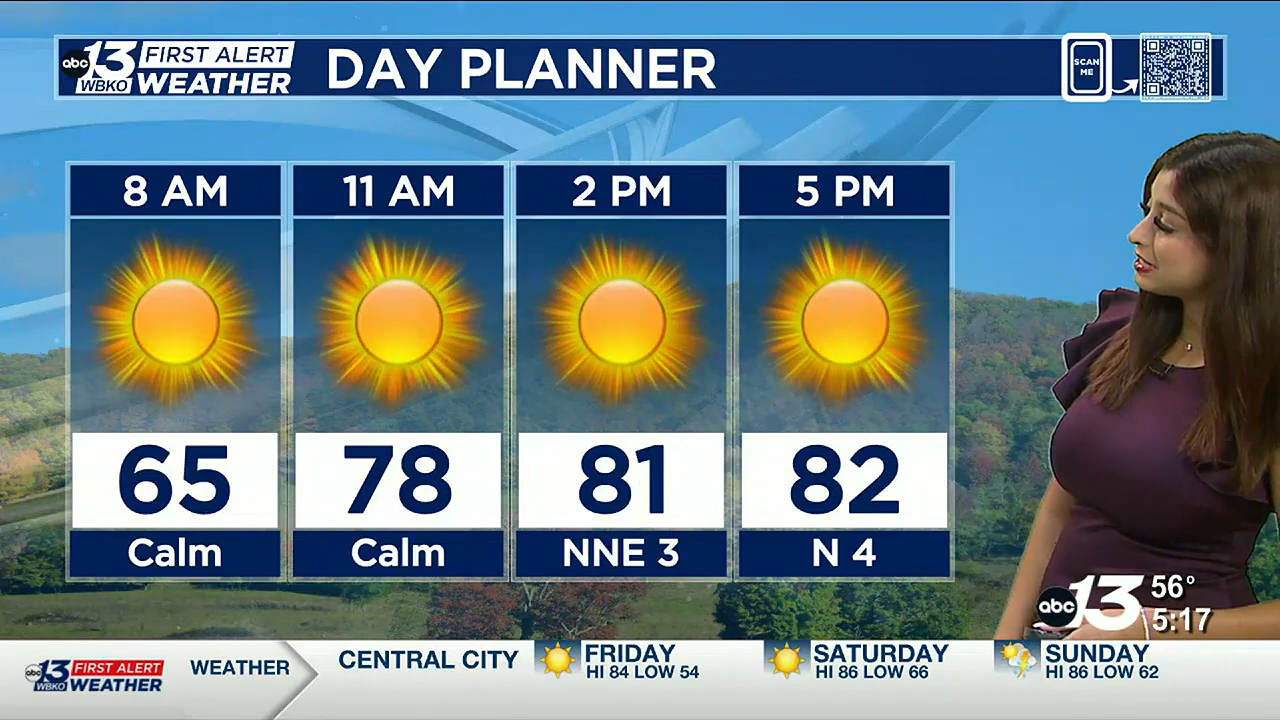 abc 13 WBKO FIRST ALERT WEATHER
DAY PLANNER
SCAN ME
8 AM
11 AM
2 PM
5 PM
65
78
81
82
Calm
Calm
NNE 3
N 4
abc 13
56°
5:17
abc 13 WBKO FIRST ALERT WEATHER
WEATHER
CENTRAL CITY
FRIDAY
HI 84 LOW 54
SATURDAY
HI 86 LOW 66
SUNDAY
HI 86 LOW 62